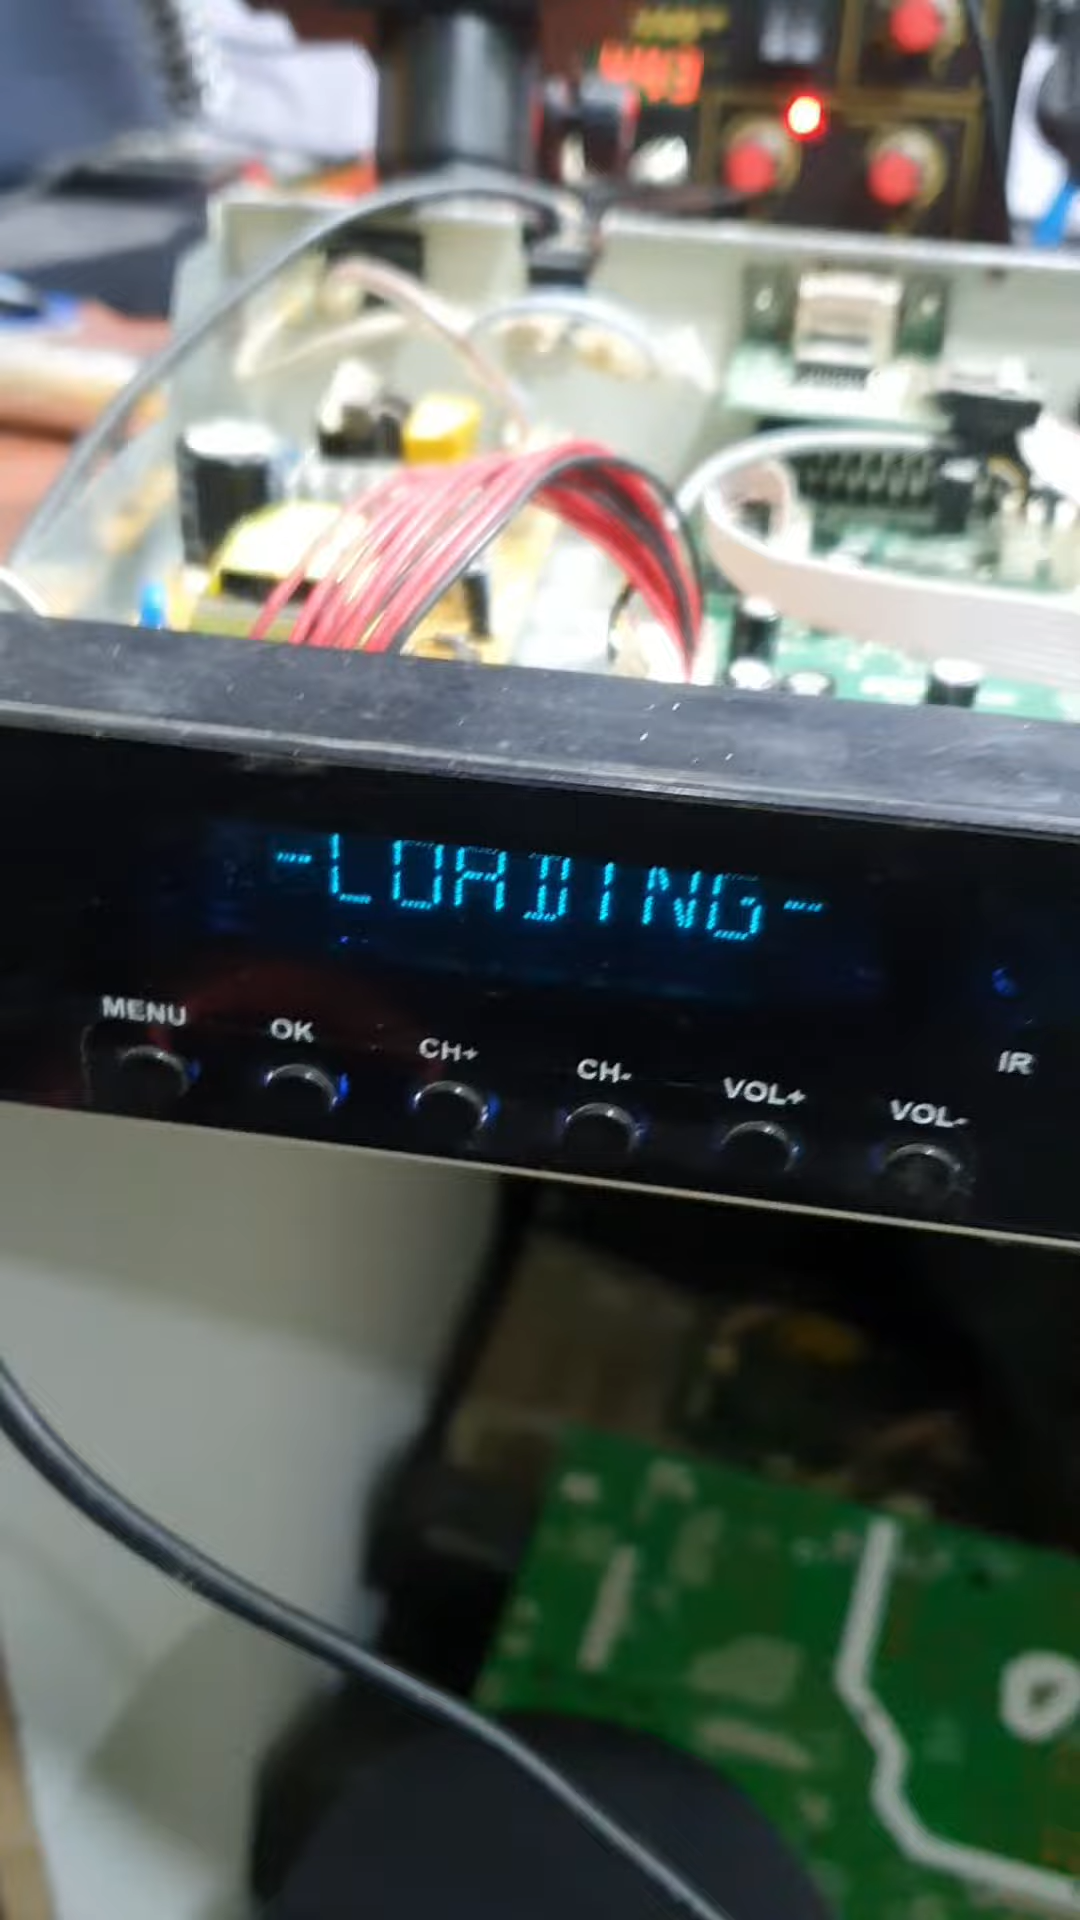 -LOADING-
MENU
OK
CH+
CH-
VOL+
VOL-
IR